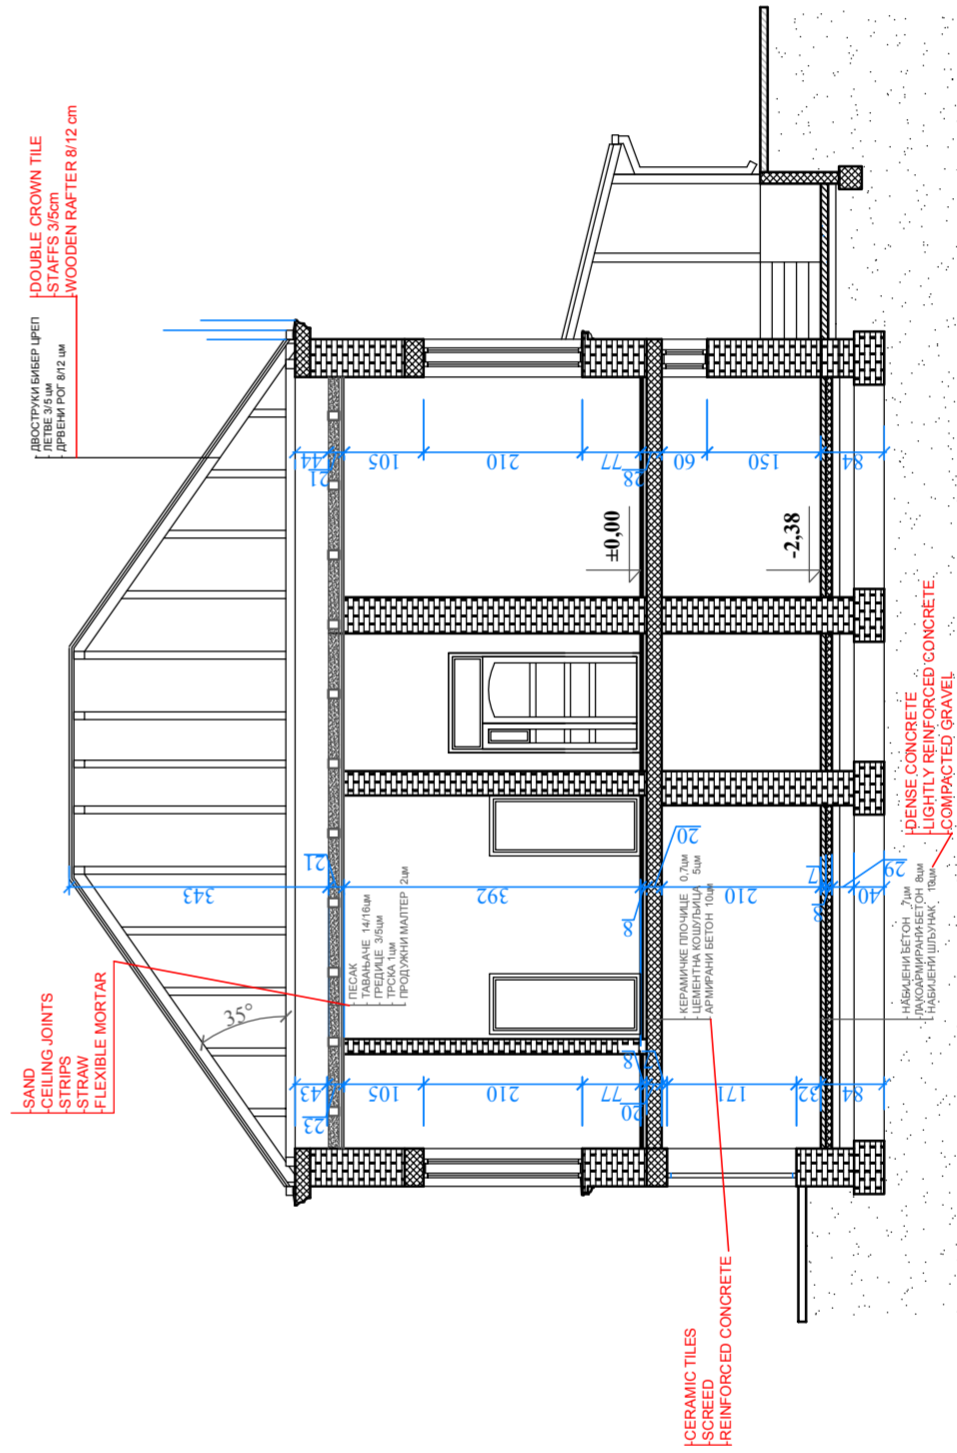 DOUBLE CROWN TILE
STAFFS 3/5cm
WOODEN RAFTER 8/12 cm
ДВОСТРУКИ БИБЕР ЦРЕП
ЛЕТВЕ 3/5 цм
ДРВЕНИ РОГ 8/12 цм
SAND
CEILING JOINTS
STRIPS
STRAW
FLEXIBLE MORTAR
35°
ПЕСАК
ТАВАЊАЧЕ 14/16цм
ГРЕДИЦЕ 3/5цм
ТРСКА 1цм
ПРОДУЖНИ МАЛТЕР 2цм
44
21
105
210
77
28
60
150
84
±0,00
-2,38
343
21
392
8
20
210
8
7
29
40
43
23
105
210
77
20
8
171
32
84
КЕРАМИЧКЕ ПЛОЧИЦЕ 0,7цм
ЦЕМЕНТНА КОШУЉИЦА 5цм
АРМИРАНИ БЕТОН 10цм
НАБИЈЕНИ БЕТОН 7цм
ЛАКОАРМИРАНИ БЕТОН 8цм
НАБИЈЕНИ ШЉУНАК
DENSE CONCRETE
LIGHTLY REINFORCED CONCRETE
COMPACTED GRAVEL
CERAMIC TILES
SCREED
REINFORCED CONCRETE